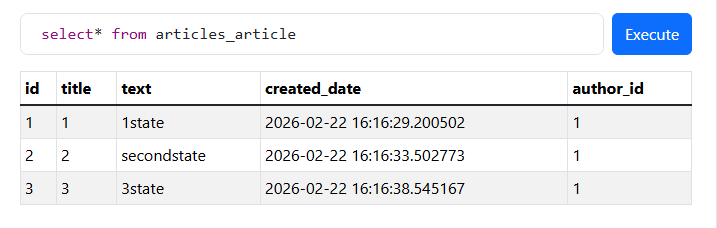 select* from articles_article Execute
id title text created_date author_id
1 1 1state 2026-02-22 16:16:29.200502 1
2 2 secondstate 2026-02-22 16:16:33.502773 1
3 3 3state 2026-02-22 16:16:38.545167 1